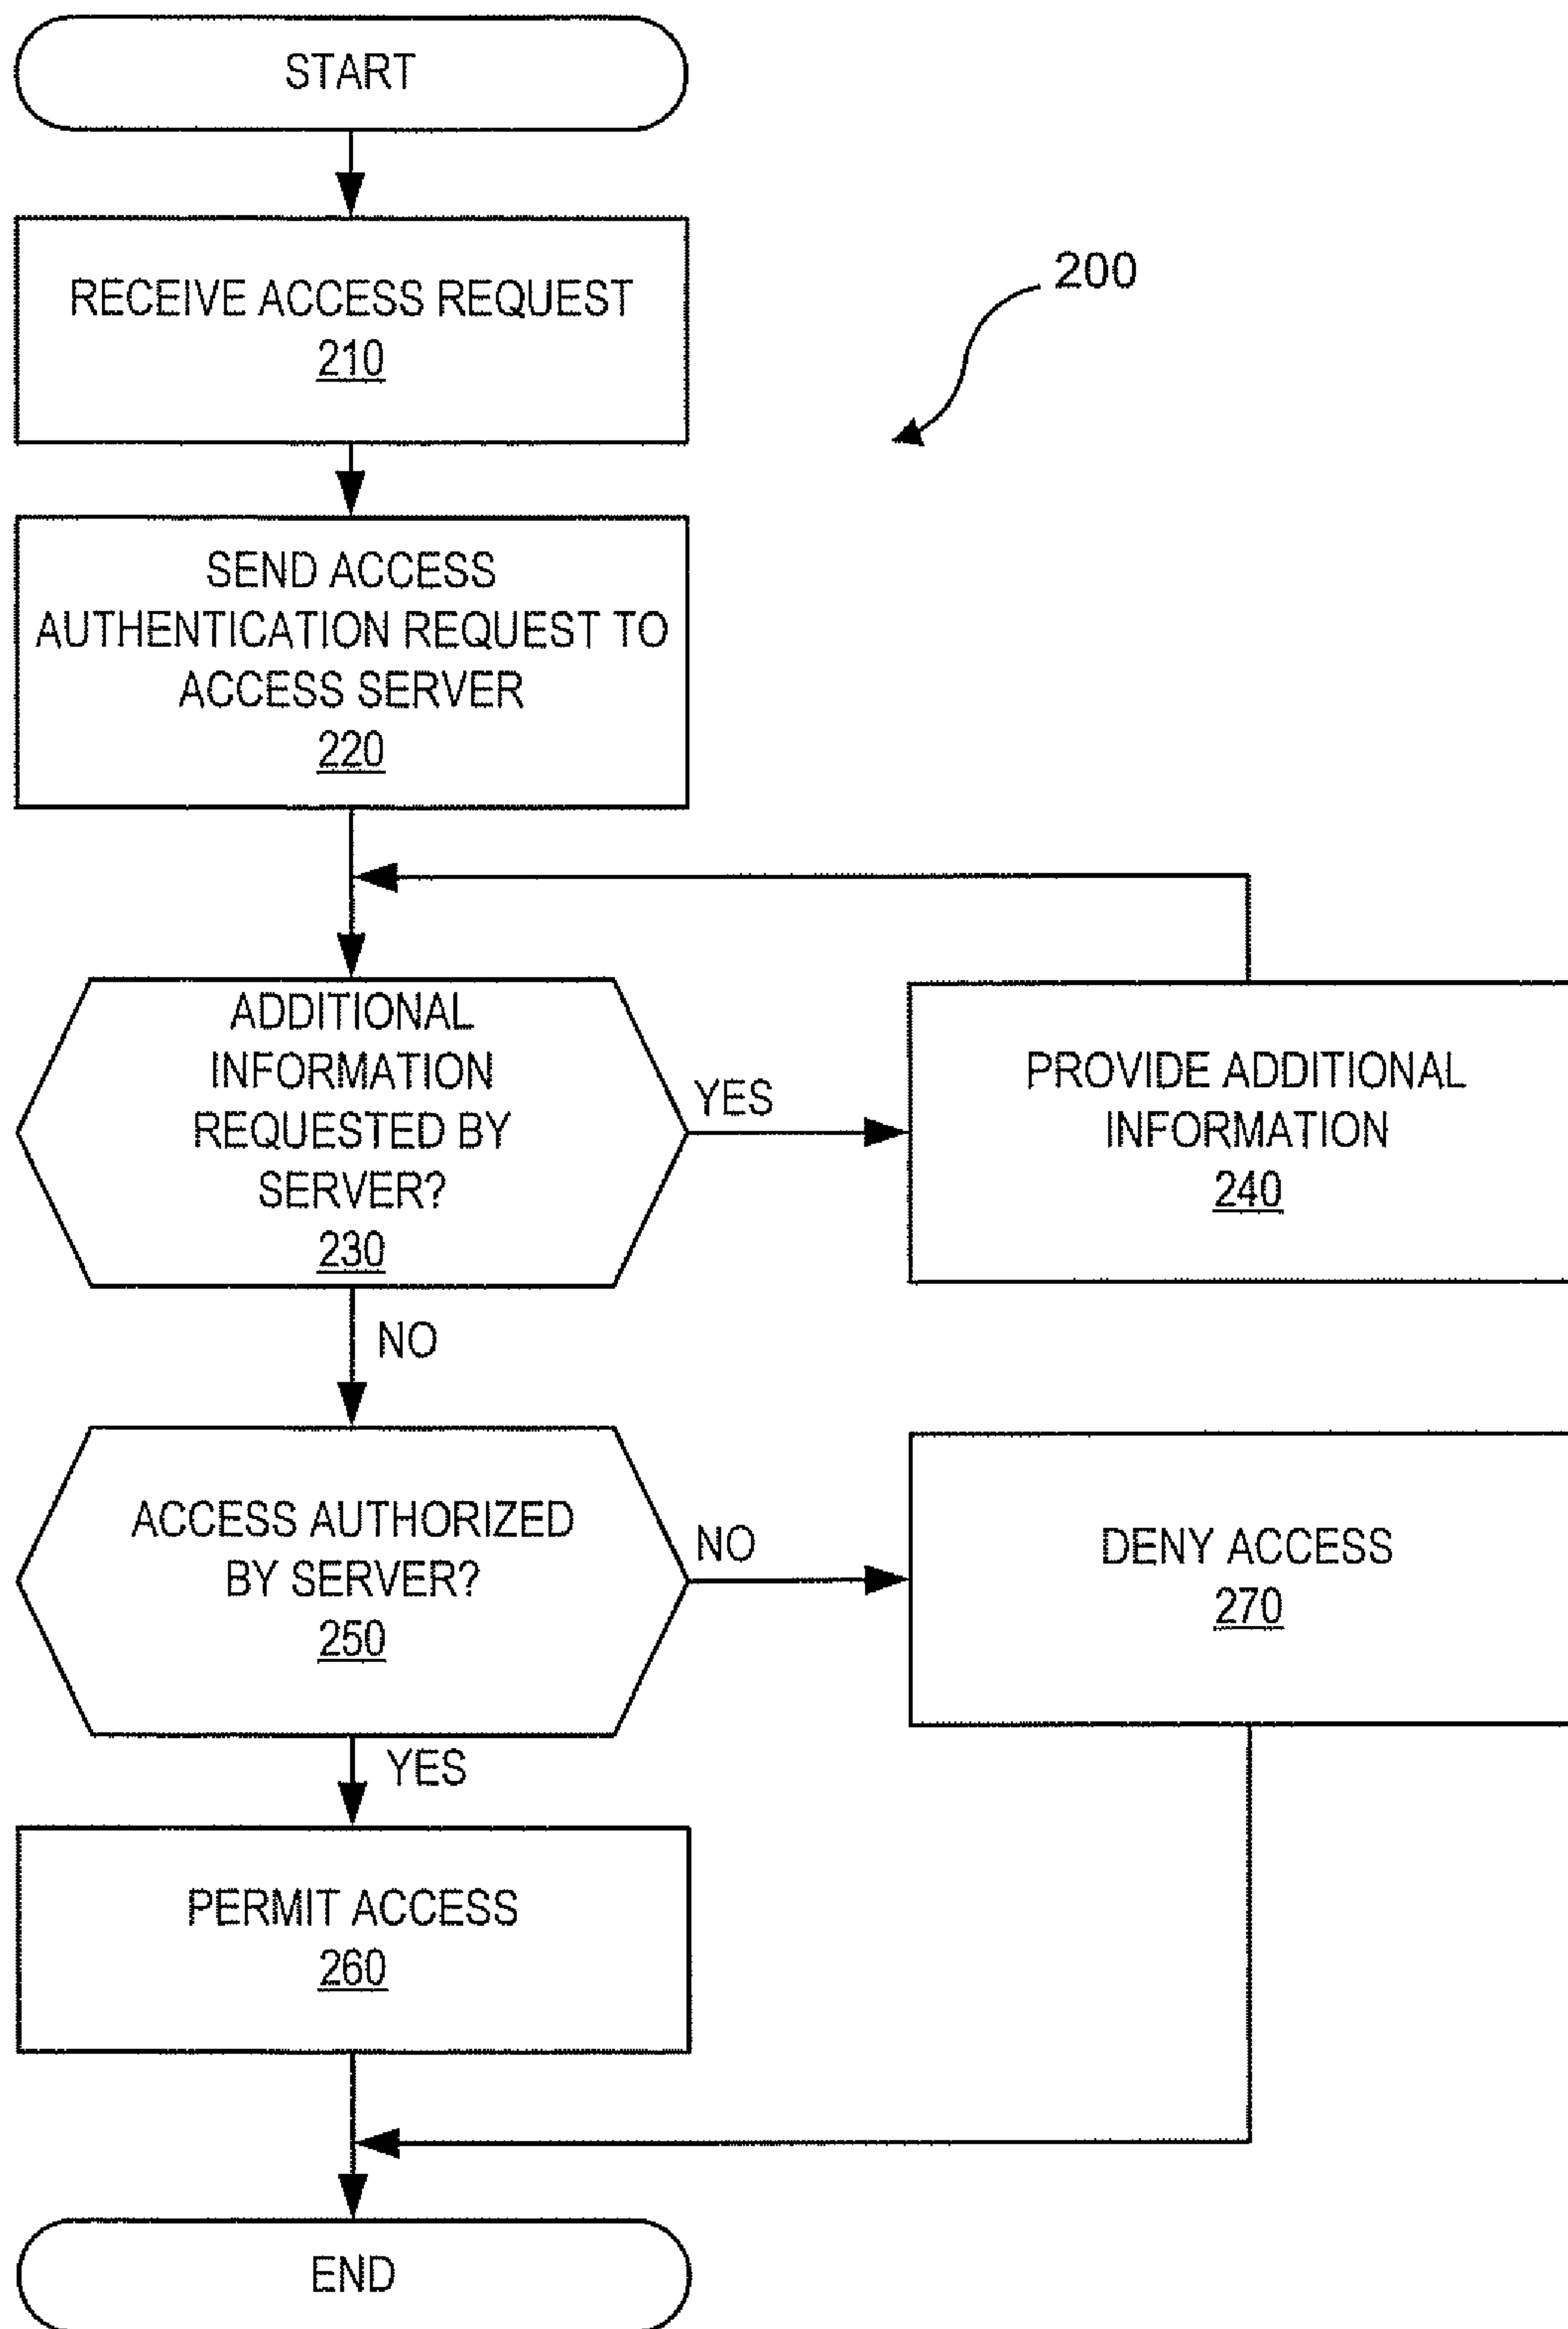 START
RECEIVE ACCESS REQUEST
210
200
SEND ACCESS
AUTHENTICATION REQUEST TO
ACCESS SERVER
220
ADDITIONAL
INFORMATION
REQUESTED BY
SERVER?
230
YES
PROVIDE ADDITIONAL
INFORMATION
240
NO
ACCESS AUTHORIZED
BY SERVER?
250
NO
DENY ACCESS
270
YES
PERMIT ACCESS
260
END